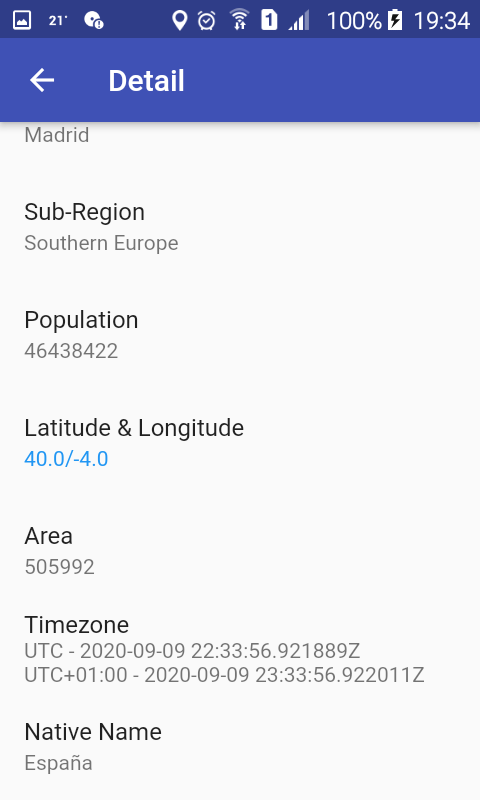 21°
1
100%
19:34
Detail
Madrid
Sub-Region
Southern Europe
Population
46438422
Latitude & Longitude
40.0/-4.0
Area
505992
Timezone
UTC - 2020-09-09 22:33:56.921889Z
UTC+01:00 - 2020-09-09 23:33:56.922011Z
Native Name
España